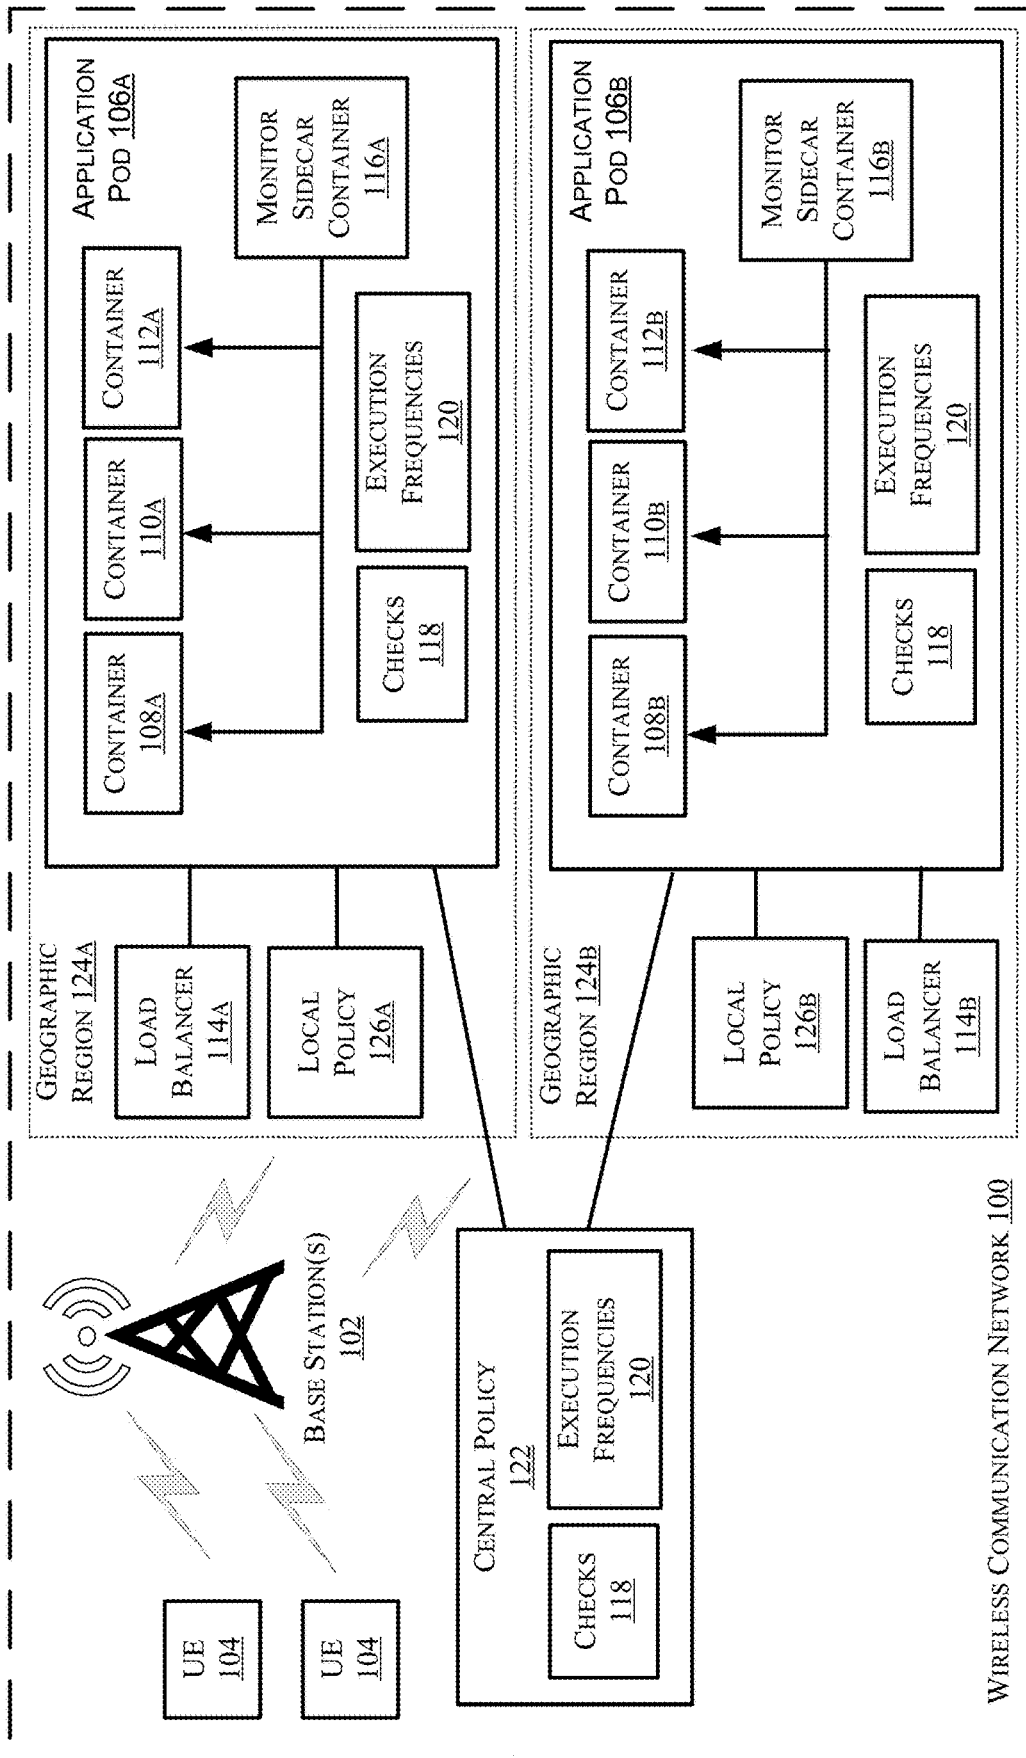 UE
104
UE
104
BASE STATION(S)
102
CENTRAL POLICY
122
CHECKS
118
EXECUTION
FREQUENCIES
120
WIRELESS COMMUNICATION NETWORK 100
GEOGRAPHIC
REGION 124A
LOAD
BALANCER
114A
LOCAL
POLICY
126A
APPLICATION
POD 106A
CONTAINER
108A
CONTAINER
110A
CONTAINER
112A
MONITOR
SIDECAR
CONTAINER
116A
CHECKS
118
EXECUTION
FREQUENCIES
120
GEOGRAPHIC
REGION 124B
LOCAL
POLICY
126B
LOAD
BALANCER
114B
APPLICATION
POD 106B
CONTAINER
108B
CONTAINER
110B
CONTAINER
112B
MONITOR
SIDECAR
CONTAINER
116B
CHECKS
118
EXECUTION
FREQUENCIES
120